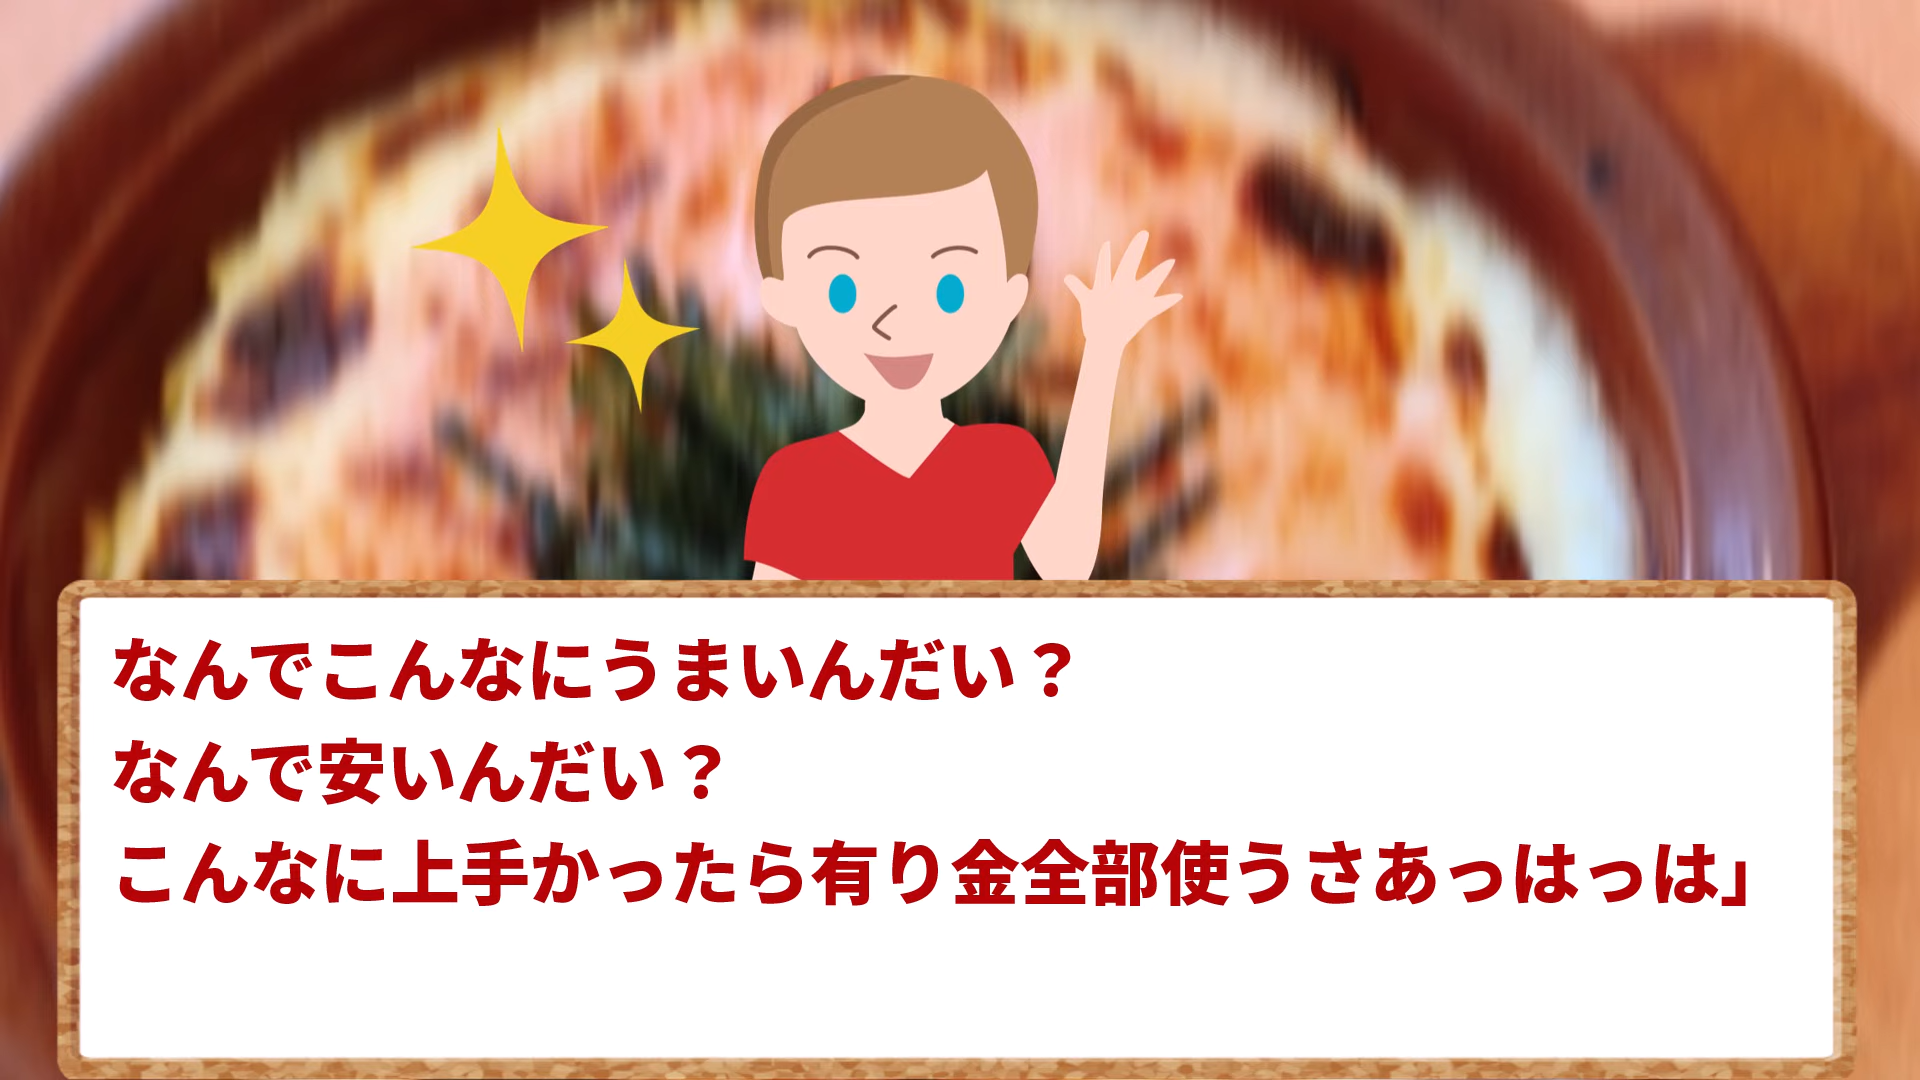 なんでこんなにうまいんだい？
なんで安いんだい？
こんなに上手かったら有り金全部使うさあっはっは」